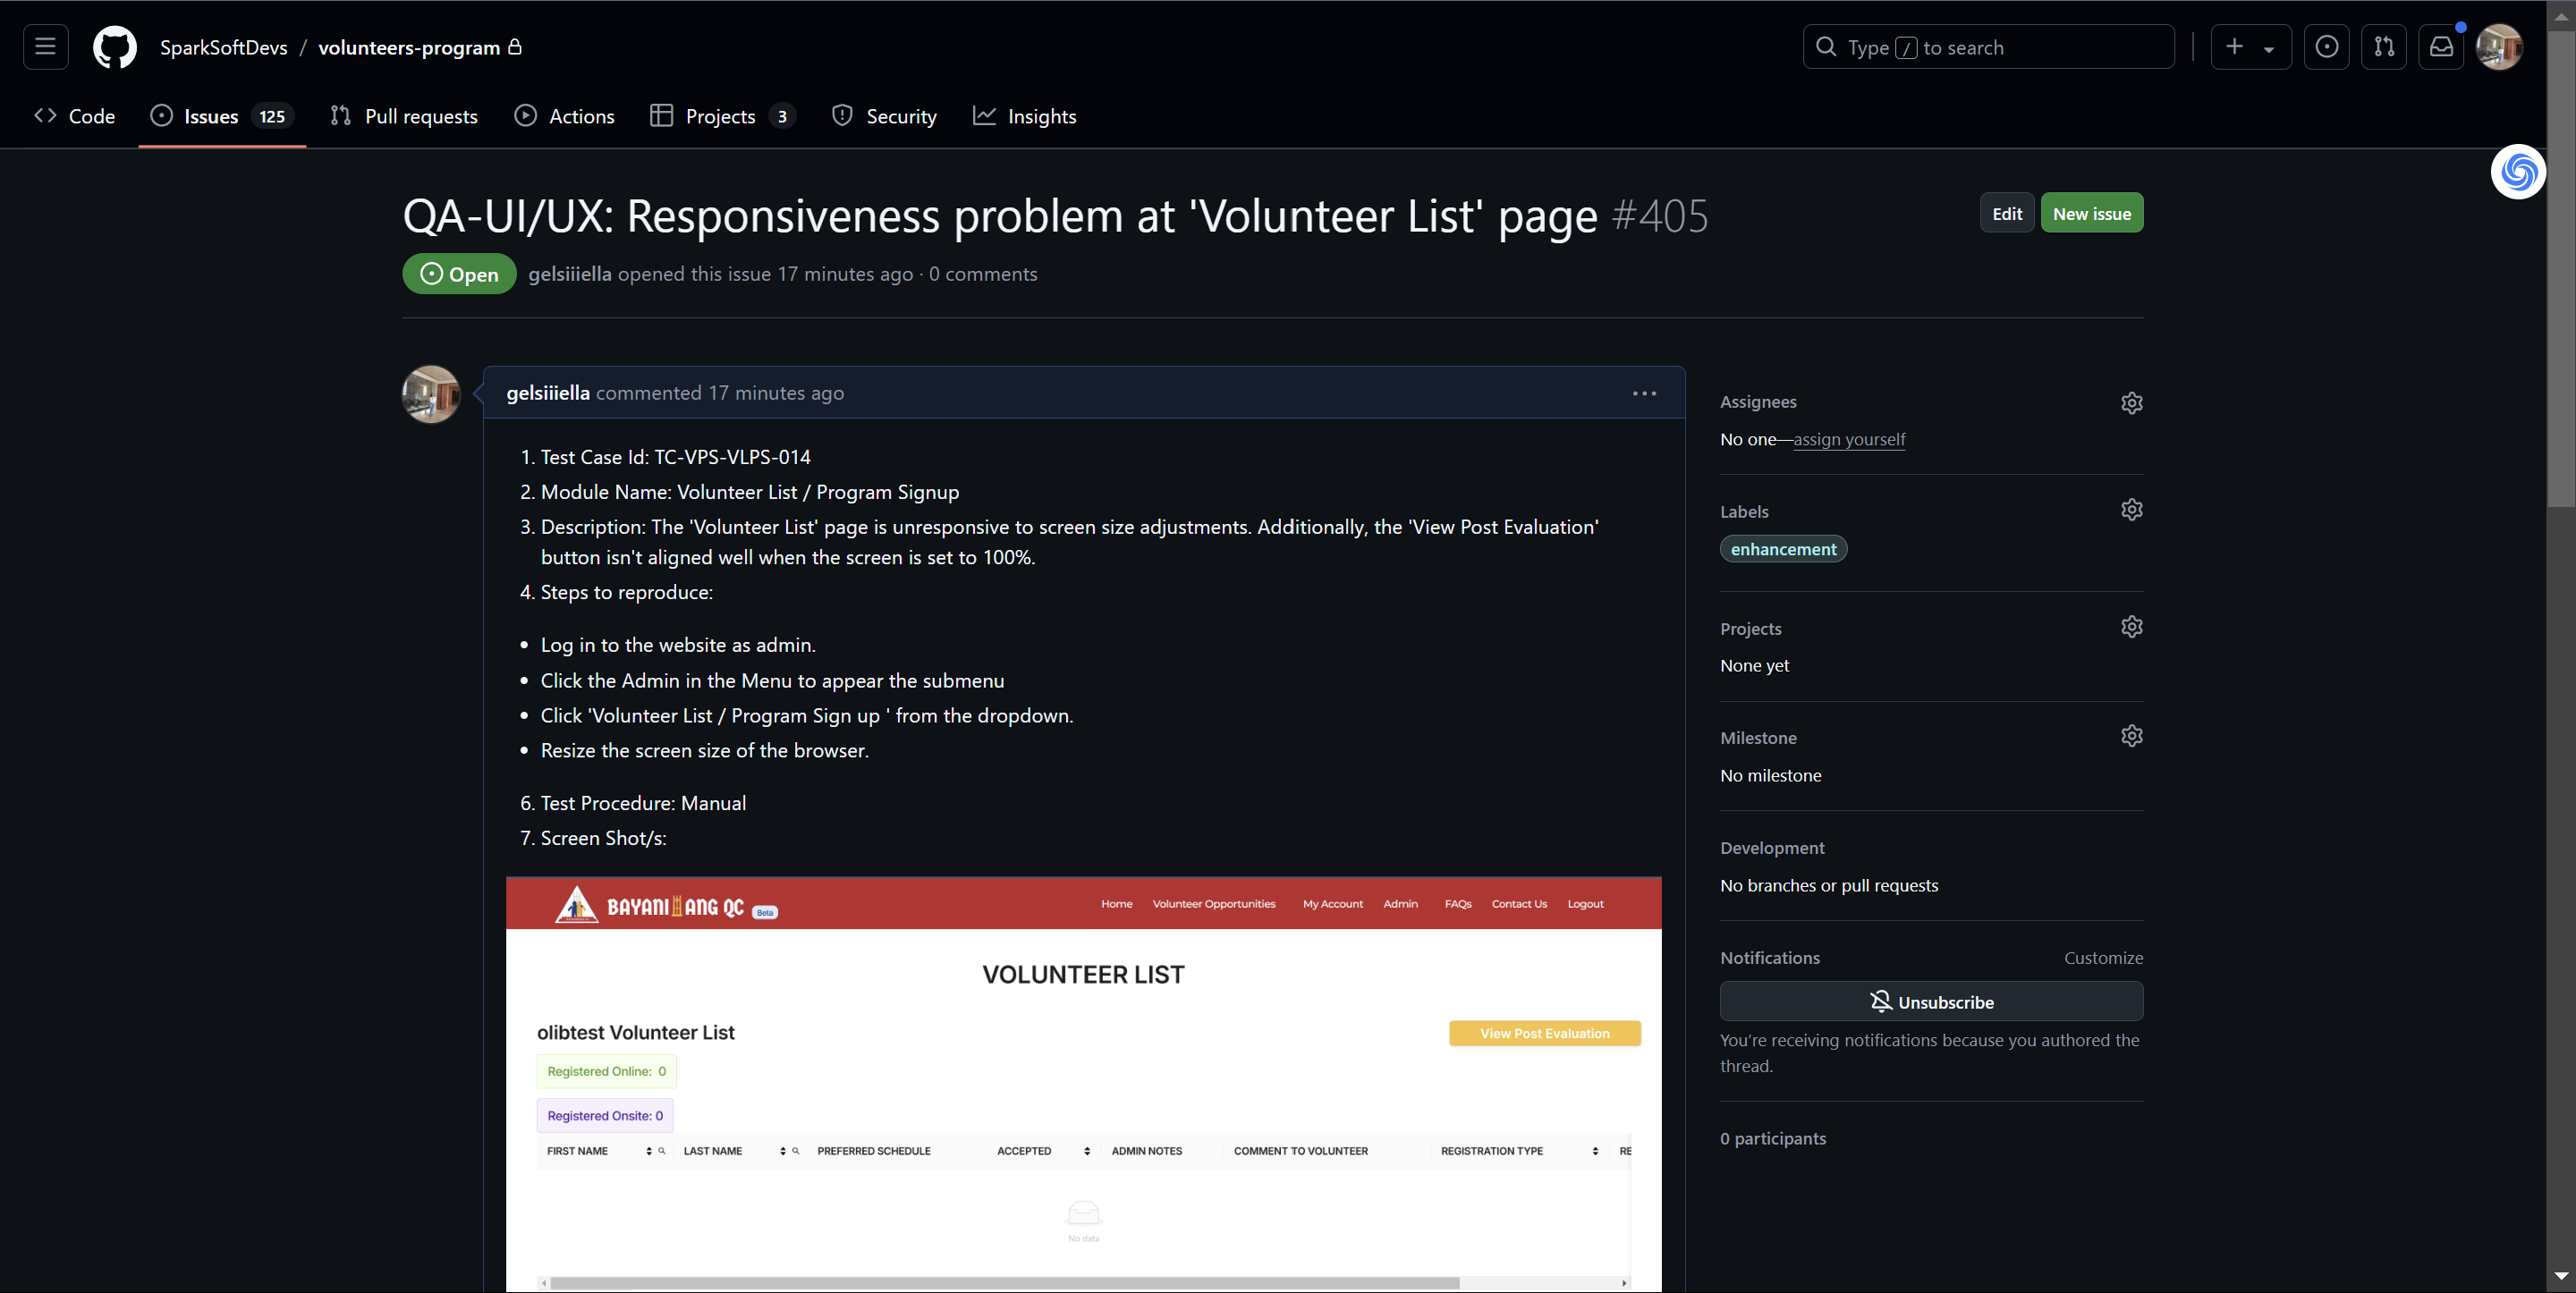 SparkSoftDevs / volunteers-program
Type / to search
Code
Issues 125
Pull requests
Actions
Projects 3
Security
Insights
QA-UI/UX: Responsiveness problem at 'Volunteer List' page #405
Edit
New issue
Open
gelsiiiella opened this issue 17 minutes ago · 0 comments
gelsiiiella commented 17 minutes ago
1. Test Case Id: TC-VPS-VLPS-014
2. Module Name: Volunteer List / Program Signup
3. Description: The 'Volunteer List' page is unresponsive to screen size adjustments. Additionally, the 'View Post Evaluation'
button isn't aligned well when the screen is set to 100%.
4. Steps to reproduce:
• Log in to the website as admin.
• Click the Admin in the Menu to appear the submenu
• Click 'Volunteer List / Program Sign up ' from the dropdown.
• Resize the screen size of the browser.
6. Test Procedure: Manual
7. Screen Shot/s:
BAYANIHANG QC Beta
Home
Volunteer Opportunities
My Account
Admin
FAQs
Contact Us
Logout
VOLUNTEER LIST
olibtest Volunteer List
View Post Evaluation
Registered Online: 0
Registered Onsite: 0
FIRST NAME
LAST NAME
PREFERRED SCHEDULE
ACCEPTED
ADMIN NOTES
COMMENT TO VOLUNTEER
REGISTRATION TYPE
RE
No data
Assignees
No one—assign yourself
Labels
enhancement
Projects
None yet
Milestone
No milestone
Development
No branches or pull requests
Notifications
Customize
Unsubscribe
You're receiving notifications because you authored the
thread.
0 participants